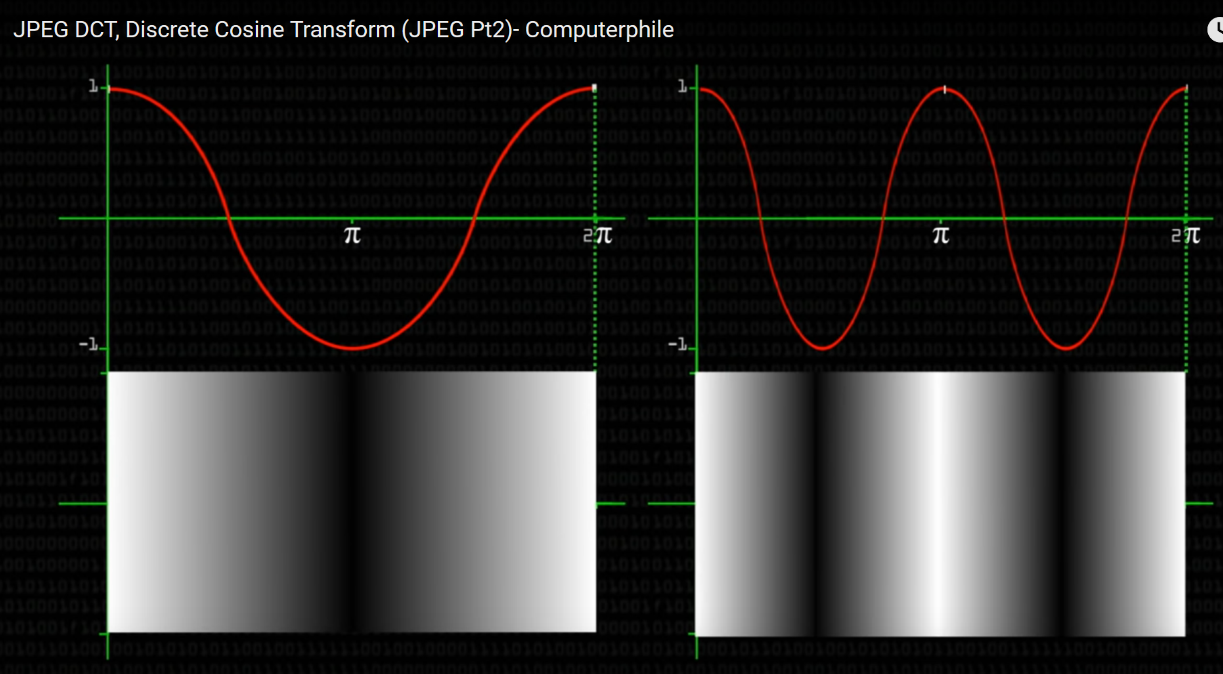 JPEG DCT, Discrete Cosine Transform (JPEG Pt2)- Computerphile
1
π
2π
-1
1
π
2π
-1